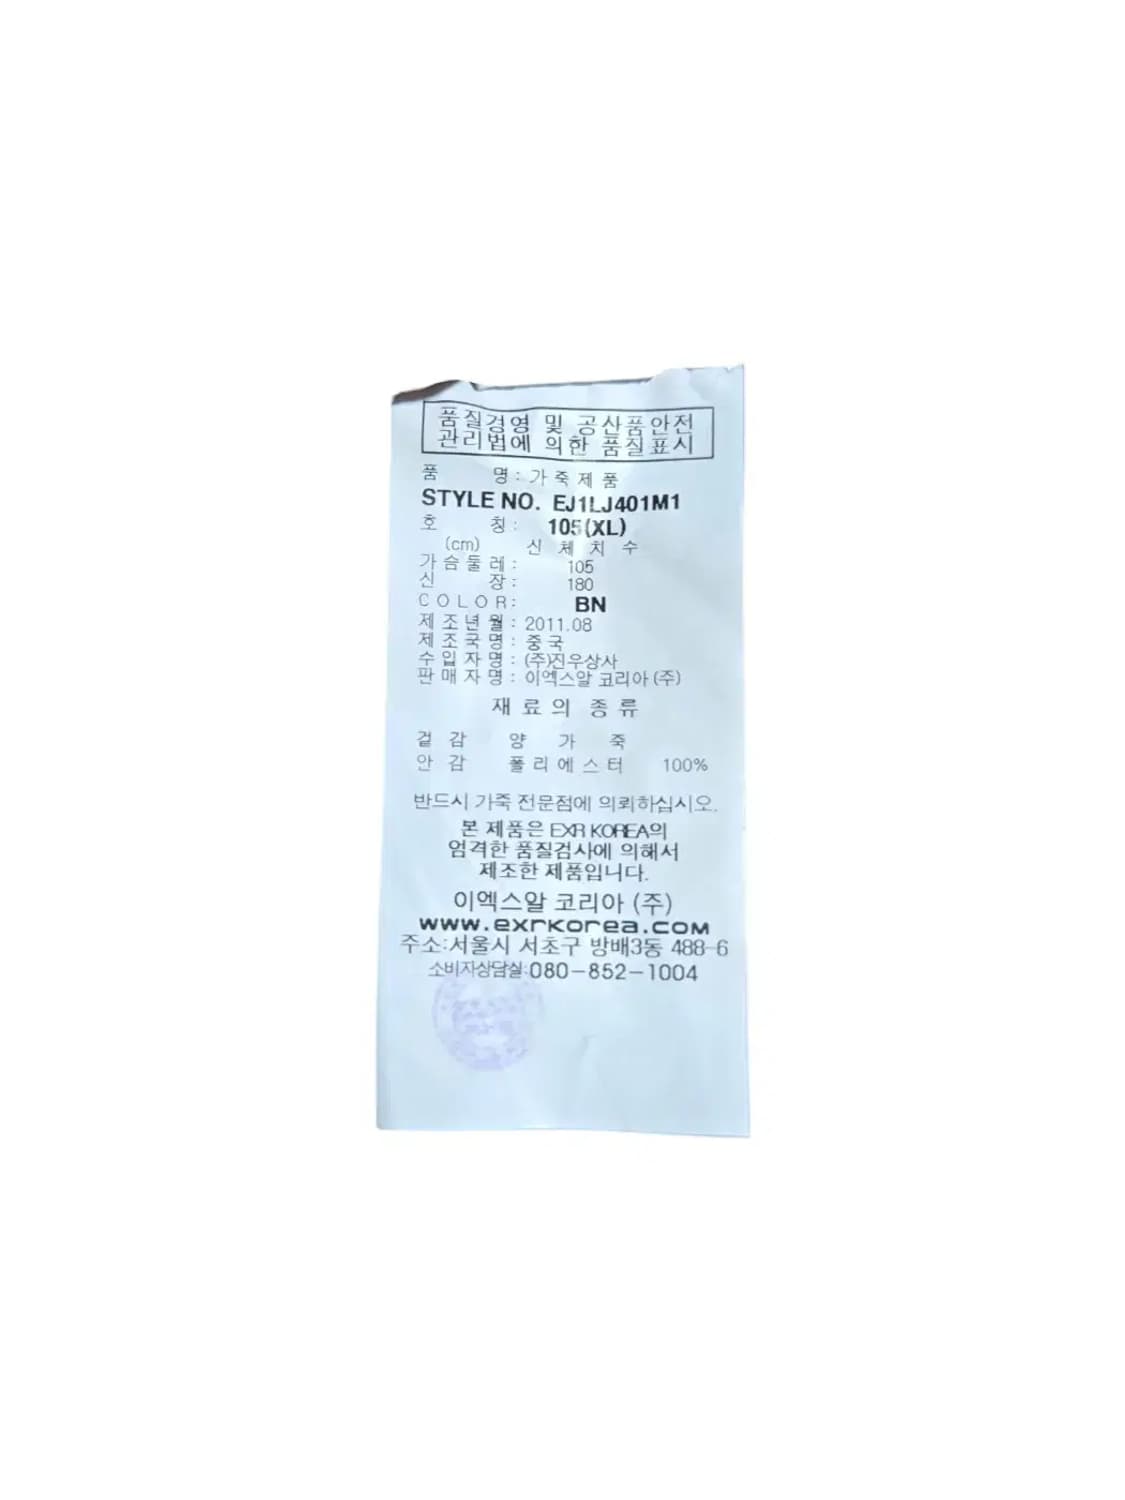 품질경영 및 공산품안전
관리법에 의한 품질표시
품 명 : 가죽제품
STYLE NO. EJ1LJ401M1
호 칭 : 105(XL)
(cm) 신체치수
가슴둘레 : 105
신 장 : 180
COLOR : BN
제조년월 : 2011.08
제조국명 : 중국
수입자명 : (주)진우상사
판매자명 : 이엑스알 코리아 (주)
재료의 종류
겉감 양 가 죽
안감 폴리에스터 100%
반드시 가죽 전문점에 의뢰하십시오.
본 제품은 EXR KOREA의
엄격한 품질검사에 의해서
제조한 제품입니다.
이엑스알 코리아 (주)
www.exrkorea.com
주소:서울시 서초구 방배3동 488-6
소비자상담실:080-852-1004